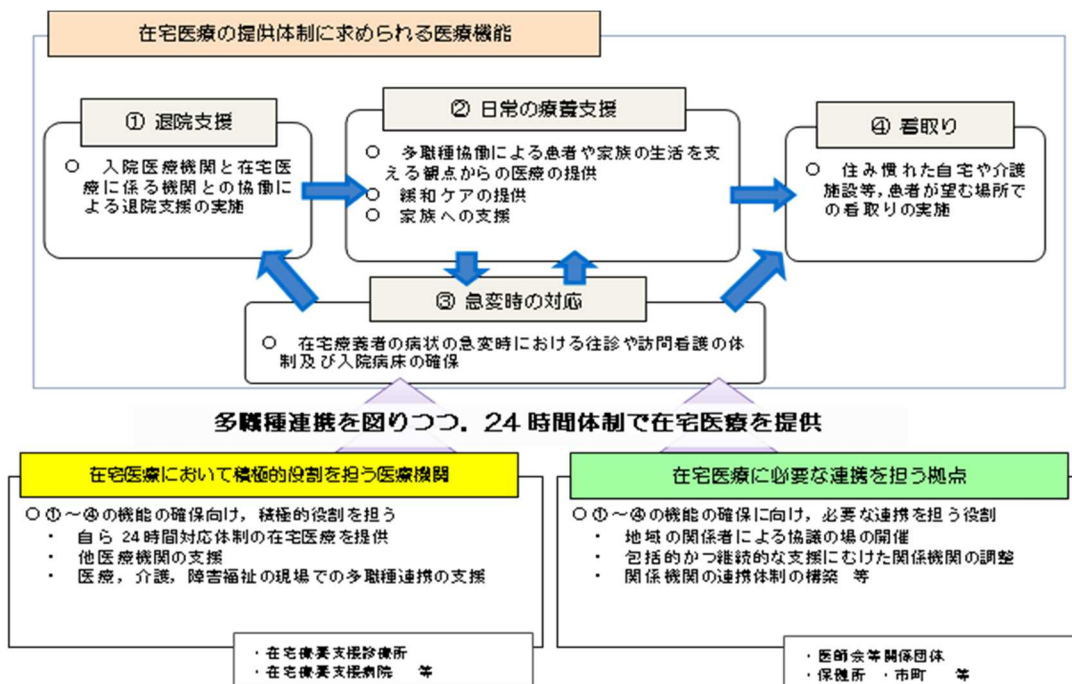 在宅医療の提供体制に求められる医療機能
① 退院支援
○ 入院医療機関と在宅医
療に係る機関との協働に
よる退院支援の実施
② 日常の療養支援
○ 多職種協働による患者や家族の生活を支
える観点からの医療の提供
○ 緩和ケアの提供
○ 家族への支援
④ 看取り
○ 住み慣れた自宅や介護
施設等，患者が望む場所で
の看取りの実施
③ 急変時の対応
○ 在宅療養者の病状の急変時における往診や訪問看護の体
制及び入院病床の確保
多職種連携を図りつつ．24 時間体制で在宅医療を提供
在宅医療において積極的役割を担う医療機関
○ ①～④の機能の確保向け，積極的役割を担う
・ 自ら 24 時間対応体制の在宅医療を提供
・ 他医療機関の支援
・ 医療，介護，障害福祉の現場での多職種連携の支援
・在宅療養支援診療所
・在宅療養支援病院 等
在宅医療に必要な連携を担う拠点
○ ①～④の機能の確保に向け，必要な連携を担う役割
・ 地域の関係者による協議の場の開催
・ 包括的かつ継続的な支援にむけた関係機関の調整
・ 関係機関の連携体制の構築 等
・医師会等関係団体
・保健所 ・市町 等